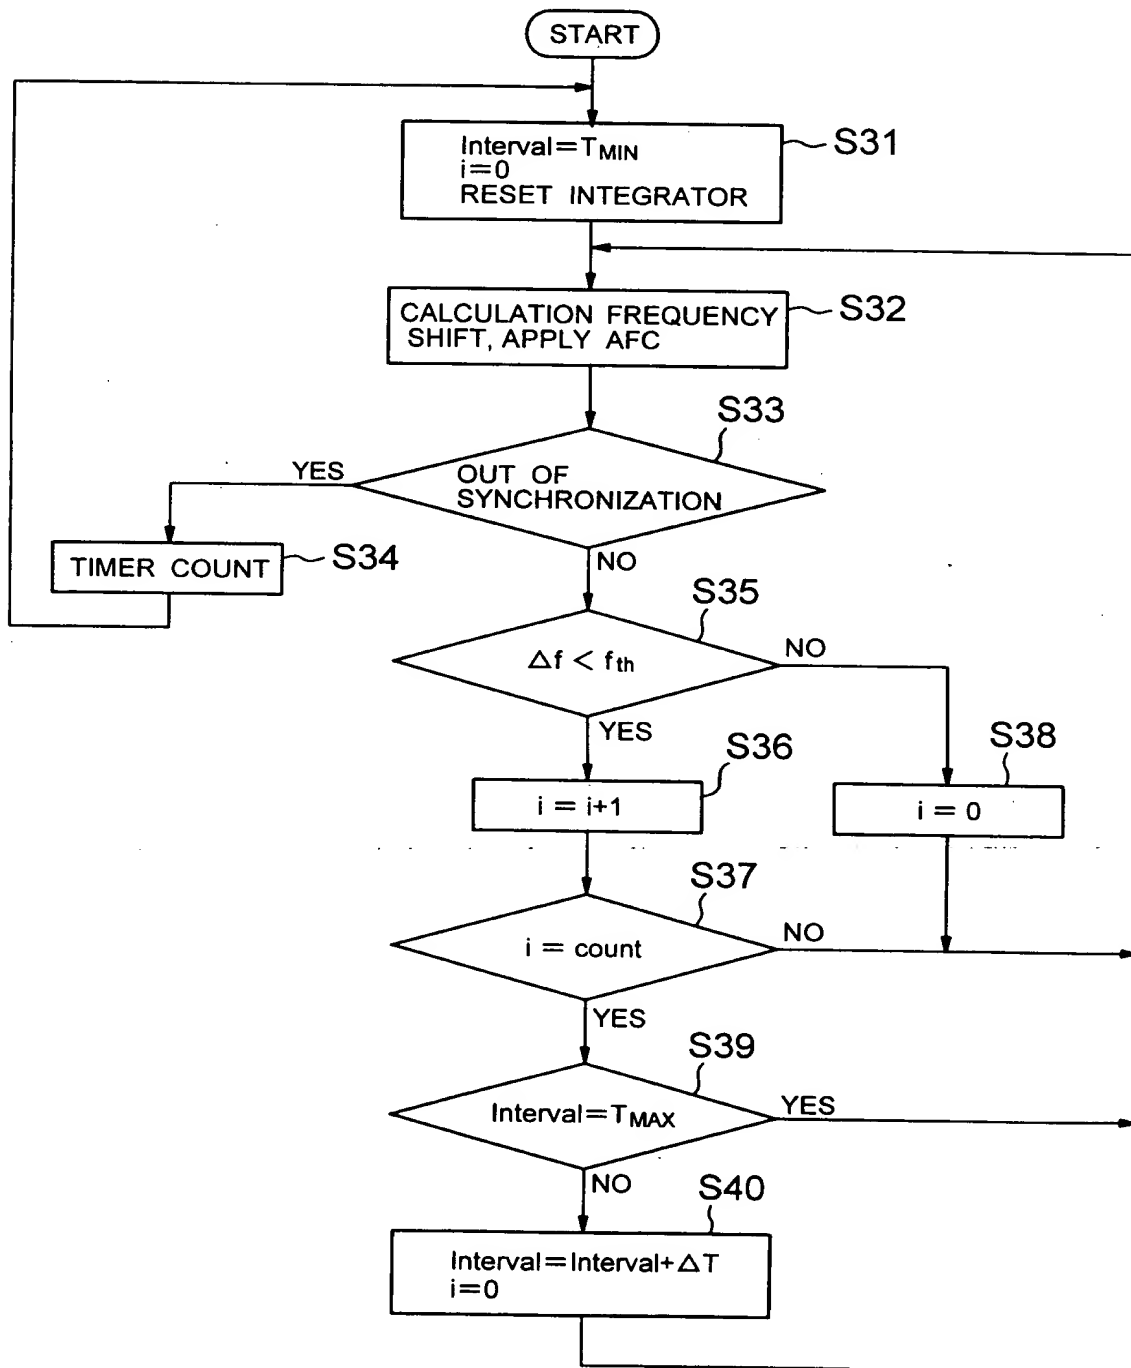 START
Interval=TMIN
i=0
RESET INTEGRATOR
S31
CALCULATION FREQUENCY
SHIFT, APPLY AFC
S32
S33
YES
OUT OF
SYNCHRONIZATION
TIMER COUNT
S34
NO
S35
Δf < fth
NO
YES
S36
i = i+1
S38
i = 0
S37
i = count
NO
YES
S39
Interval=TMAX
YES
NO
S40
Interval=Interval+ΔT
i=0